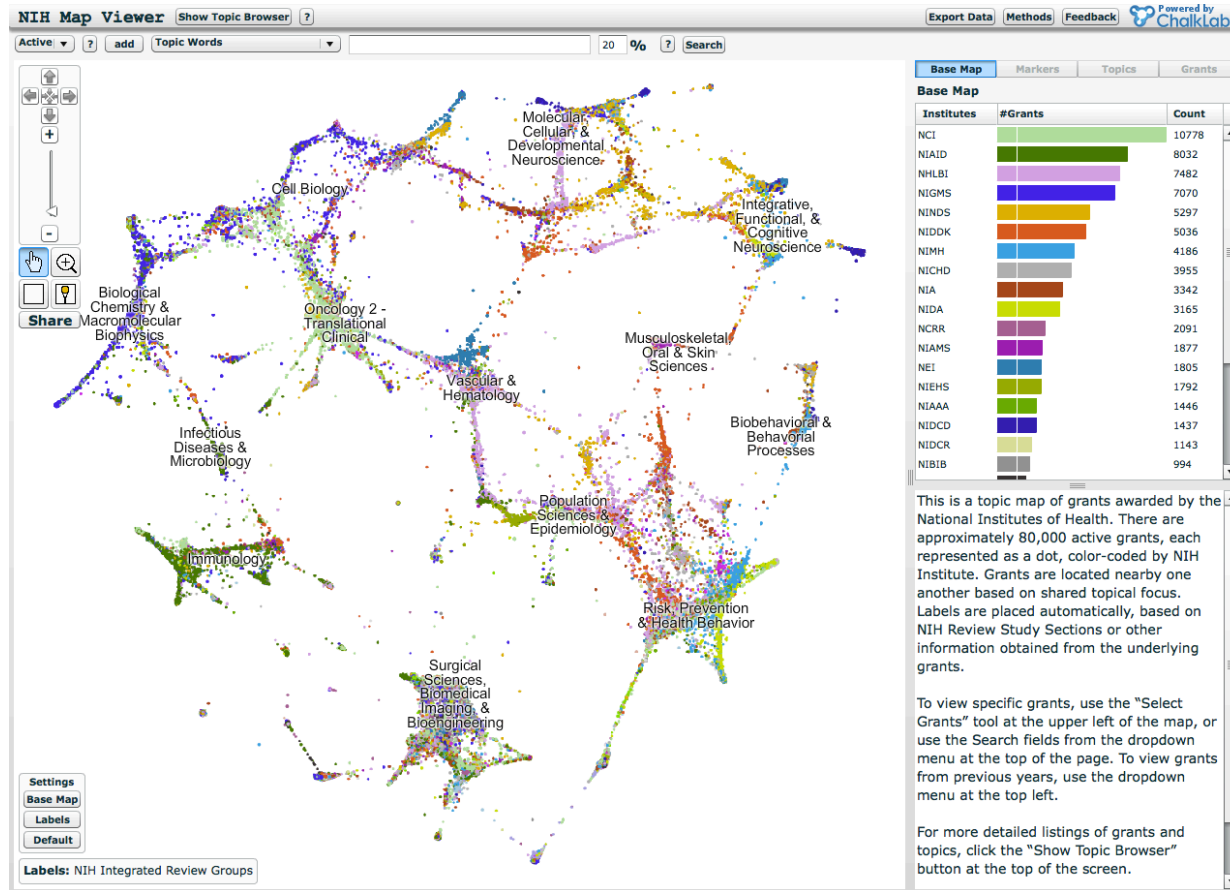 NIH Map Viewer Show Topic Browser ? Export Data Methods Feedback Powered by
ChalkLab
Active ? add Topic Words 20 % ? Search
+
-
Share
Molecular,
Cellular, &
Developmental
Neuroscience
Cell Biology
Integrative,
Functional, &
Cognitive
Neuroscience
Biological
Chemistry &
Macromolecular
Biophysics
Oncology 2 -
Translational
Clinical
Musculoskeletal,
Oral & Skin
Sciences
Vascular &
Hematology
Biobehavioral &
Behavorial
Processes
Infectious
Diseases &
Microbiology
Population
Sciences &
Epidemiology
Immunology
Risk, Prevention
& Health Behavior
Surgical
Sciences,
Biomedical
Imaging, &
Bioengineering
Settings
Base Map
Labels
Default
Labels: NIH Integrated Review Groups
Base Map Markers Topics Grants
Base Map
Institutes #Grants Count
NCI 10778
NIAID 8032
NHLBI 7482
NIGMS 7070
NINDS 5297
NIDDK 5036
NIMH 4186
NICHD 3955
NIA 3342
NIDA 3165
NCRR 2091
NIAMS 1877
NEI 1805
NIEHS 1792
NIAAA 1446
NIDCD 1437
NIDCR 1143
NIBIB 994
This is a topic map of grants awarded by the
National Institutes of Health. There are
approximately 80,000 active grants, each
represented as a dot, color-coded by NIH
Institute. Grants are located nearby one
another based on shared topical focus.
Labels are placed automatically, based on
NIH Review Study Sections or other
information obtained from the underlying
grants.
To view specific grants, use the “Select
Grants” tool at the upper left of the map, or
use the Search fields from the dropdown
menu at the top of the page. To view grants
from previous years, use the dropdown
menu at the top left.
For more detailed listings of grants and
topics, click the “Show Topic Browser”
button at the top of the screen.